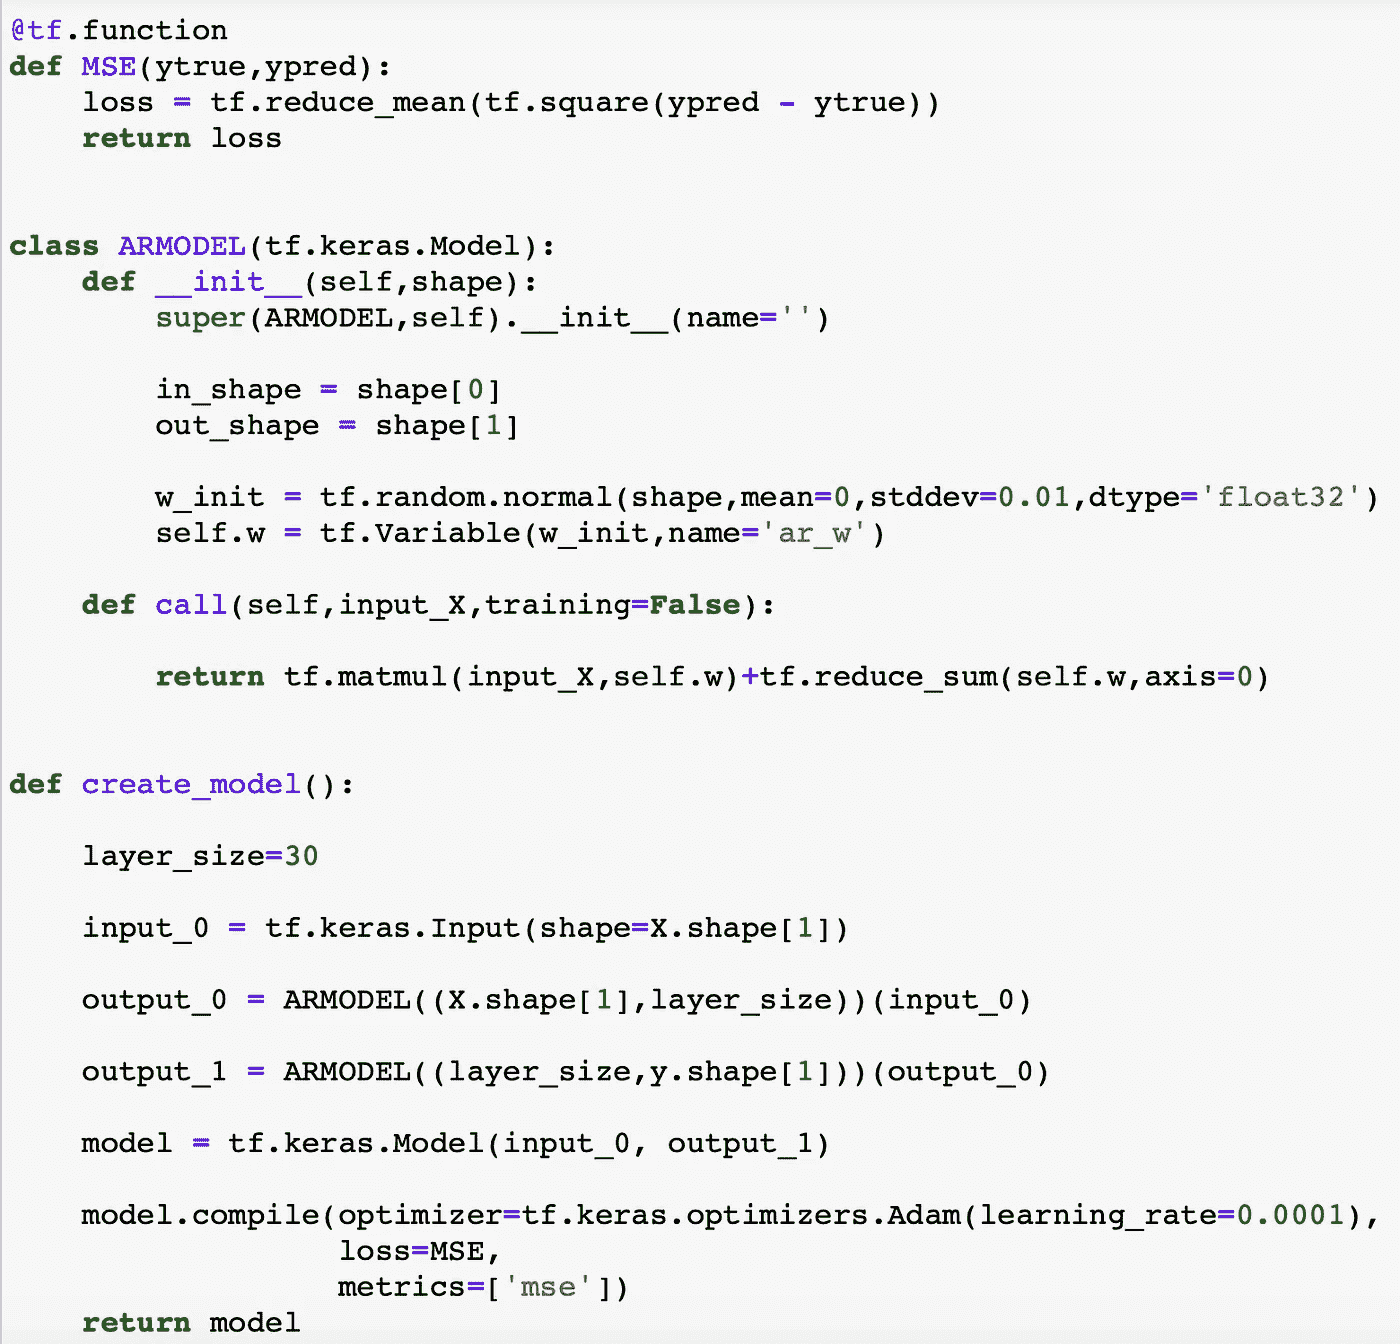 @tf.function
def MSE(ytrue,ypred):
    loss = tf.reduce_mean(tf.square(ypred - ytrue))
    return loss
class ARMODEL(tf.keras.Model):
    def __init__(self,shape):
        super(ARMODEL,self).__init__(name='')
        in_shape = shape[0]
        out_shape = shape[1]
        w_init = tf.random.normal(shape,mean=0,stddev=0.01,dtype='float32')
        self.w = tf.Variable(w_init,name='ar_w')
    def call(self,input_X,training=False):
        return tf.matmul(input_X,self.w)+tf.reduce_sum(self.w,axis=0)
def create_model():
    layer_size=30
    input_0 = tf.keras.Input(shape=X.shape[1])
    output_0 = ARMODEL((X.shape[1],layer_size))(input_0)
    output_1 = ARMODEL((layer_size,y.shape[1]))(output_0)
    model = tf.keras.Model(input_0, output_1)
    model.compile(optimizer=tf.keras.optimizers.Adam(learning_rate=0.0001),
                  loss=MSE,
                  metrics=['mse'])
    return model